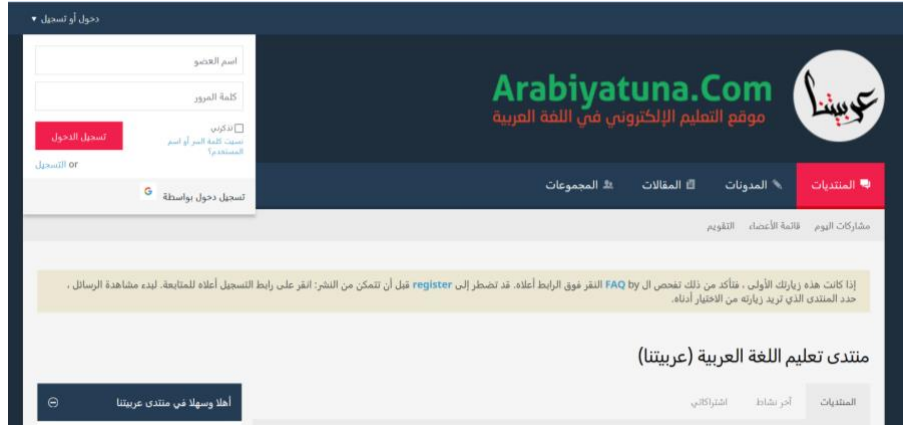 دخول أو تسجيل ▼
اسم العضو
كلمة المرور
تذكرني
نسيت كلمة المر أو اسم
المستخدم؟
تسجيل الدخول
or التسجيل
تسجيل دخول بواسطة G
Arabiyatuna.Com
موقع التعليم الإلكتروني في اللغة العربية
عربيتنا
المنتديات المدونات المقالات المجموعات
مشاركات اليوم قائمة الأعضاء التقويم
إذا كانت هذه زيارتك الأولى ، فتأكد من ذلك تفحص ال FAQ by النقر فوق الرابط أعلاه. قد تضطر إلى register قبل أن تتمكن من النشر: انقر على رابط التسجيل أعلاه للمتابعة. لبدء مشاهدة الرسائل ،
حدد المنتدى الذي تريد زيارته من الاختيار أدناه.
منتدى تعليم اللغة العربية (عربيتنا)
المنتديات آخر نشاط اشتراكاتي
أهلا وسهلا في منتدى عربيتنا